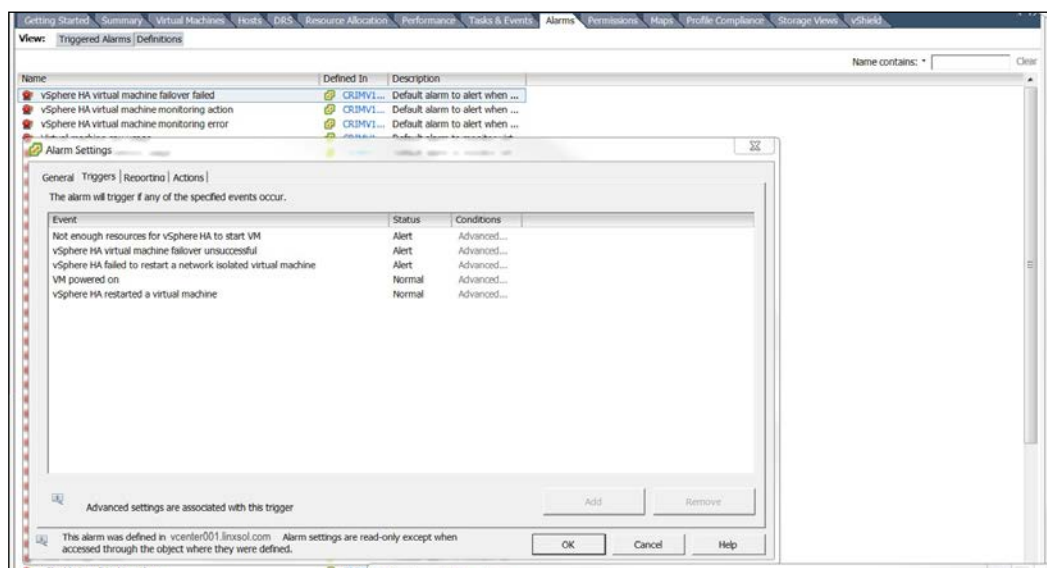 Getting Started Summary Virtual Machines Hosts DRS Resource Allocation Performance Tasks & Events Alarms Permissions Maps Profile Compliance Storage Views vShield
View: Triggered Alarms Definitions
Name contains: Clear
Name Defined In Description
vSphere HA virtual machine failover failed CRIMV1... Default alarm to alert when ...
vSphere HA virtual machine monitoring action CRIMV1... Default alarm to alert when ...
vSphere HA virtual machine monitoring error CRIMV1... Default alarm to alert when ...
Alarm Settings
General Triggers Reporting Actions
The alarm will trigger if any of the specified events occur.
Event Status Conditions
Not enough resources for vSphere HA to start VM Alert Advanced...
vSphere HA virtual machine failover unsuccessful Alert Advanced...
vSphere HA failed to restart a network isolated virtual machine Alert Advanced...
VM powered on Normal Advanced...
vSphere HA restarted a virtual machine Normal Advanced...
Add Remove
Advanced settings are associated with this trigger
This alarm was defined in vcenter001.linxsol.com Alarm settings are read-only except when
accessed through the object where they were defined.
OK Cancel Help